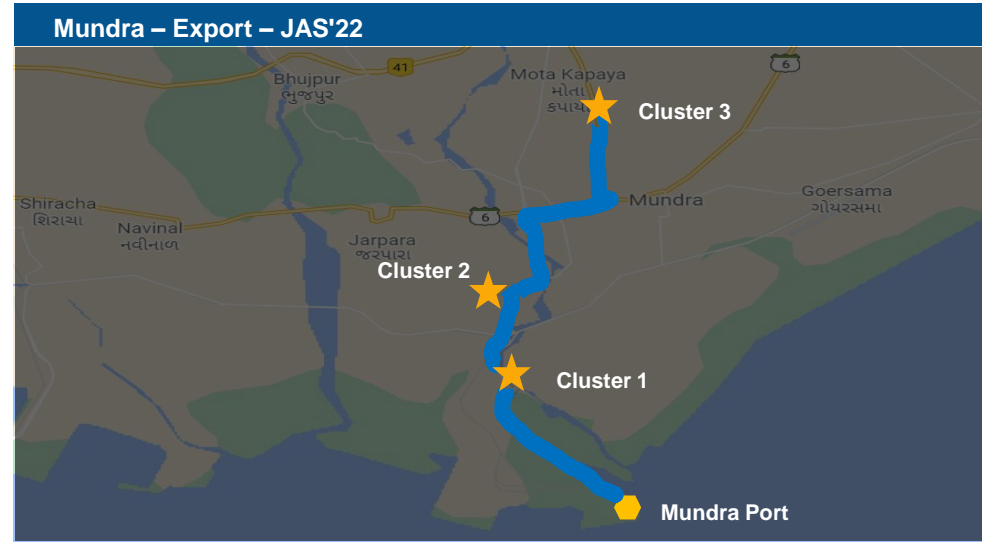 Mundra – Export – JAS'22
41
Bhujpur
ભુજપુર
Mota Kapaya
મોતા
કપાયા
6
Cluster 3
Shiracha
શિરાચા
Navinal
નવીનાળ
6
Mundra
Goersama
ગોયરસમા
Jarpara
જરપારા
Cluster 2
Cluster 1
Mundra Port